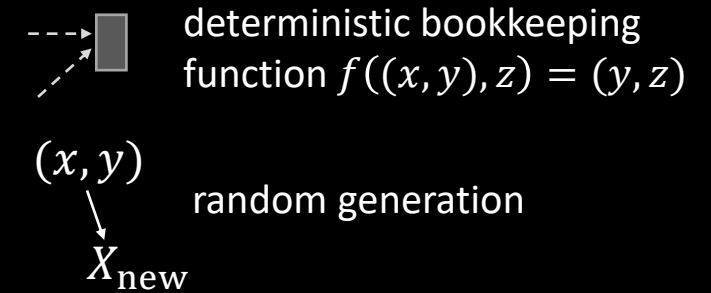 deterministic bookkeeping
function f((x, y), z) = (y, z)
(x, y)
random generation
X_new